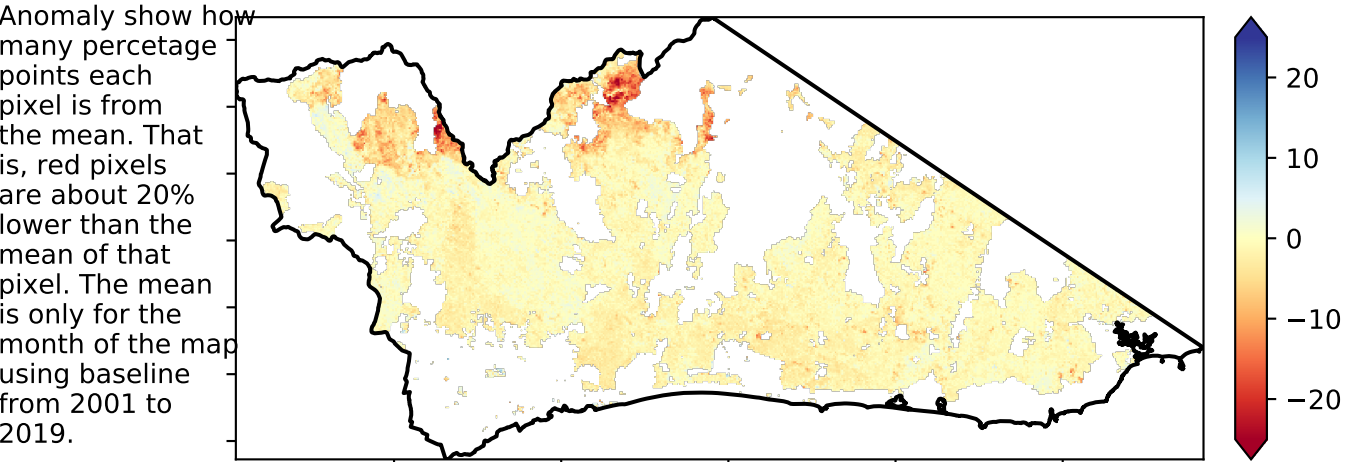 Anomaly show how
many percetage
points each
pixel is from
the mean. That
is, red pixels
are about 20%
lower than the
mean of that
pixel. The mean
is only for the
month of the map
using baseline
from 2001 to
2019.
20
10
0
−10
−20